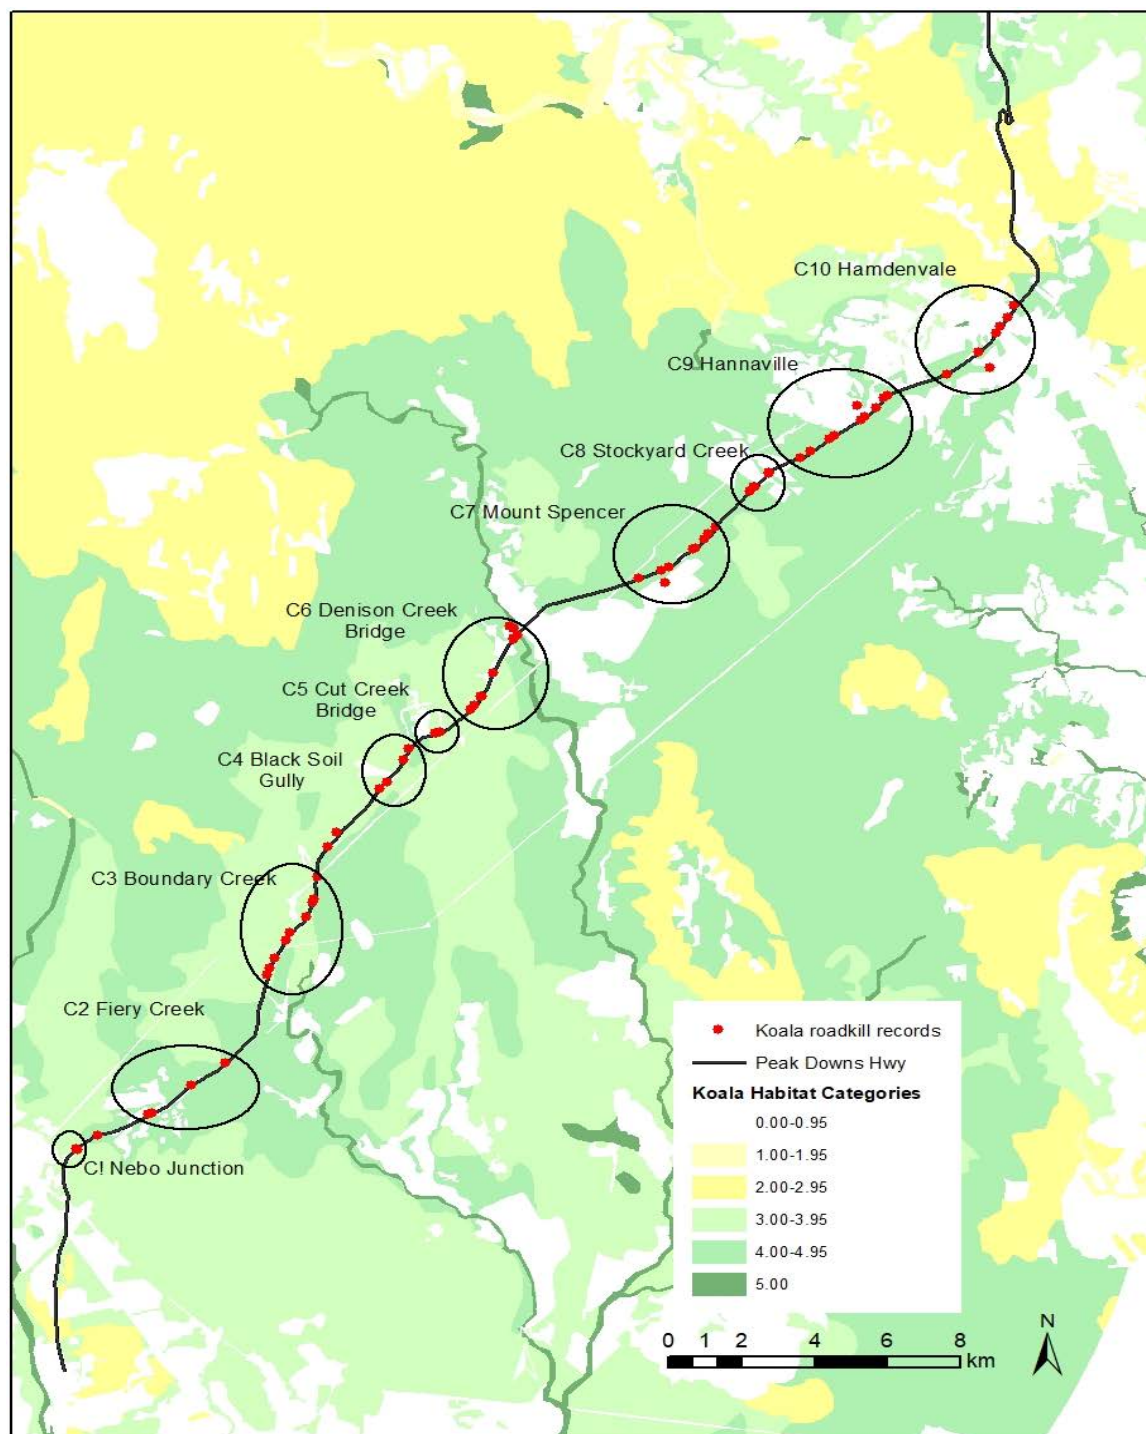 C10 Hamdenvale
C9 Hannaville
C8 Stockyard Creek
C7 Mount Spencer
C6 Denison Creek
Bridge
C5 Cut Creek
Bridge
C4 Black Soil
Gully
C3 Boundary Creek
C2 Fiery Creek
C! Nebo Junction
Koala roadkill records
Peak Downs Hwy
Koala Habitat Categories
0.00-0.95
1.00-1.95
2.00-2.95
3.00-3.95
4.00-4.95
5.00
N
0 1 2 4 6 8
km